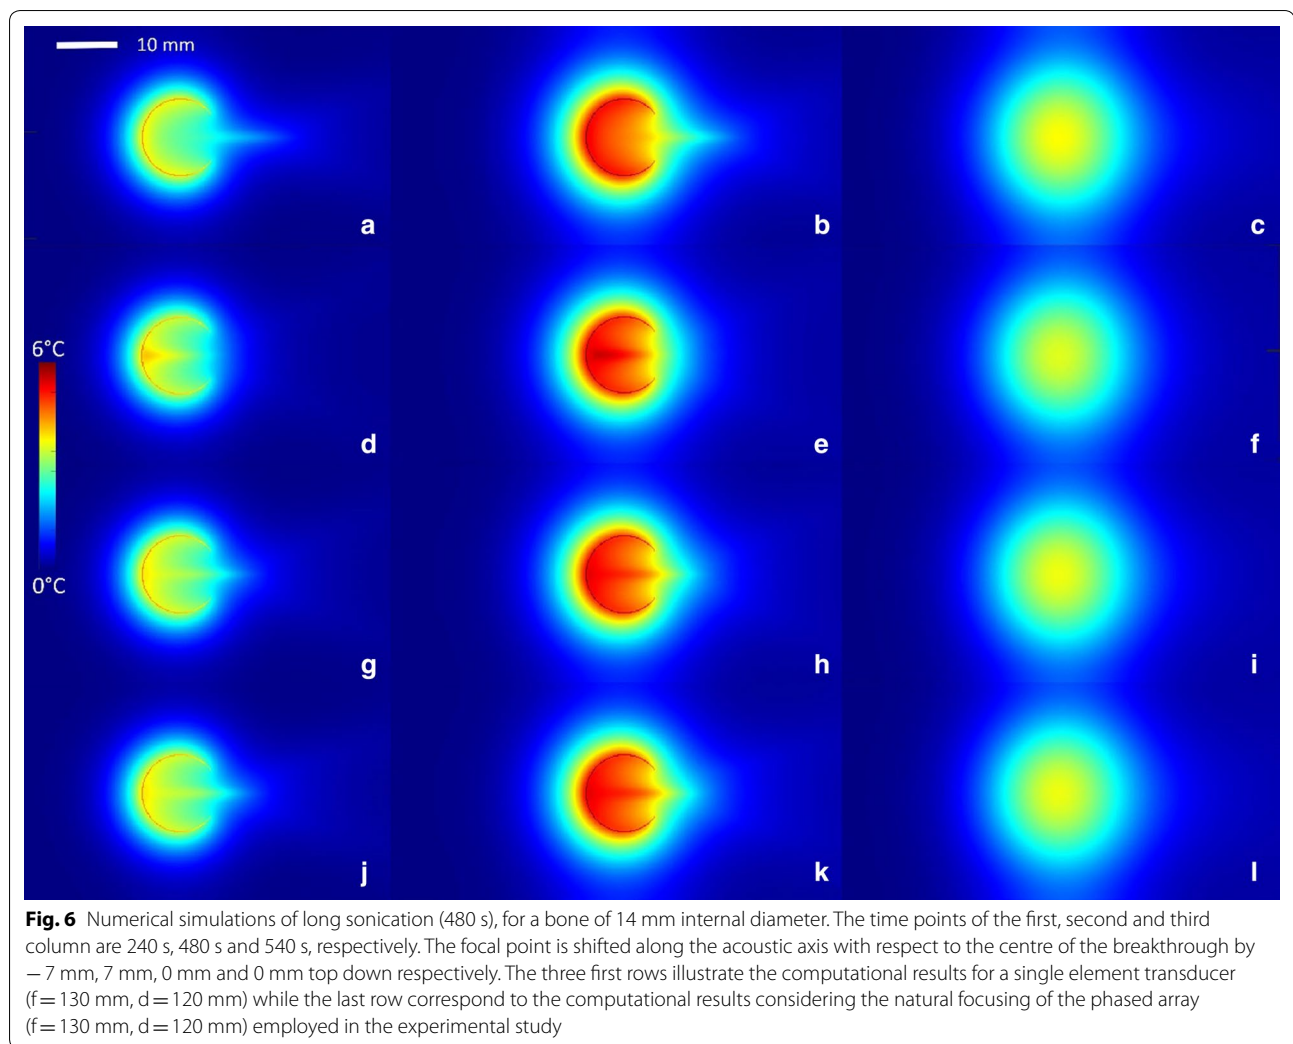 10 mm
a
b
c
6°C
d
e
f
0°C
g
h
i
j
k
l
Fig. 6 Numerical simulations of long sonication (480 s), for a bone of 14 mm internal diameter. The time points of the first, second and third
column are 240 s, 480 s and 540 s, respectively. The focal point is shifted along the acoustic axis with respect to the centre of the breakthrough by
− 7 mm, 7 mm, 0 mm and 0 mm top down respectively. The three first rows illustrate the computational results for a single element transducer
(f = 130 mm, d = 120 mm) while the last row correspond to the computational results considering the natural focusing of the phased array
(f = 130 mm, d = 120 mm) employed in the experimental study